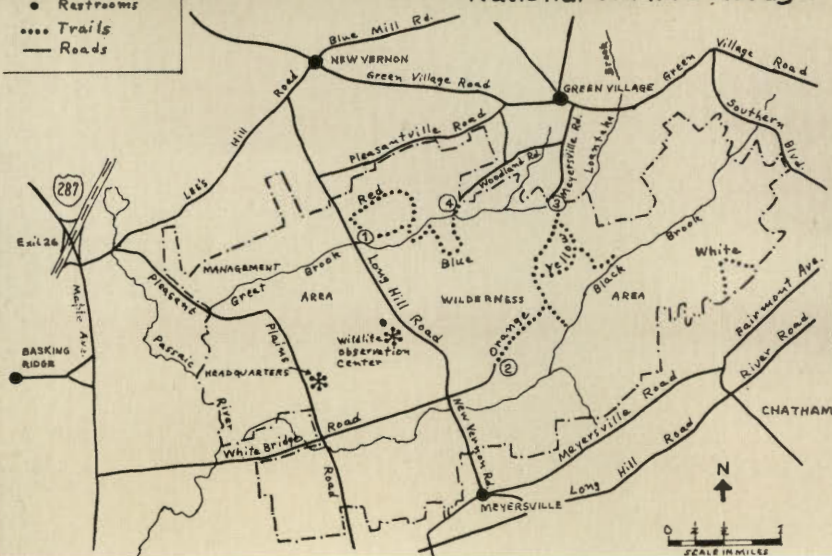 Restrooms
Trails
Roads
Blue Mill Rd.
NEW VERNON
Green Village Road
GREEN VILLAGE
Green Village Road
Southern Blvd.
Lee's Hill Road
Pleasantville Road
Woodland Rd.
Meyersville Rd.
Loantaka Brook
287
Exit 26
Red
4
3
1
Blue
Yellow
Black Brook
White
MANAGEMENT AREA
Great Brook
Long Hill Road
WILDERNESS AREA
Pleasant Plains Road
Passaic River
Orange
2
Wildlife
Observation
Center
HEADQUARTERS
BASKING
RIDGE
Fairmont Ave.
River Road
CHATHAM
White Bridge Road
New Vernon Rd.
Meyersville Road
Long Hill Road
MEYERSVILLE
N
0
1
SCALE IN MILES